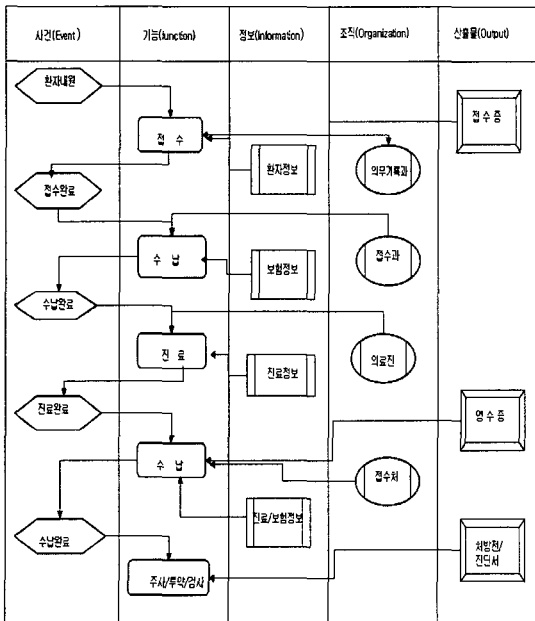 사건(Event)
기능(function)
정보(Information)
조직(Organization)
산출물(Output)
환자내원
접수
접수증
환자정보
의무기록과
접수완료
수납
보험정보
접수과
수납완료
진료
진료정보
의료진
진료완료
영수증
수납
접수처
진료/보험정보
수납완료
처방전/
진단서
주사/투약/검사